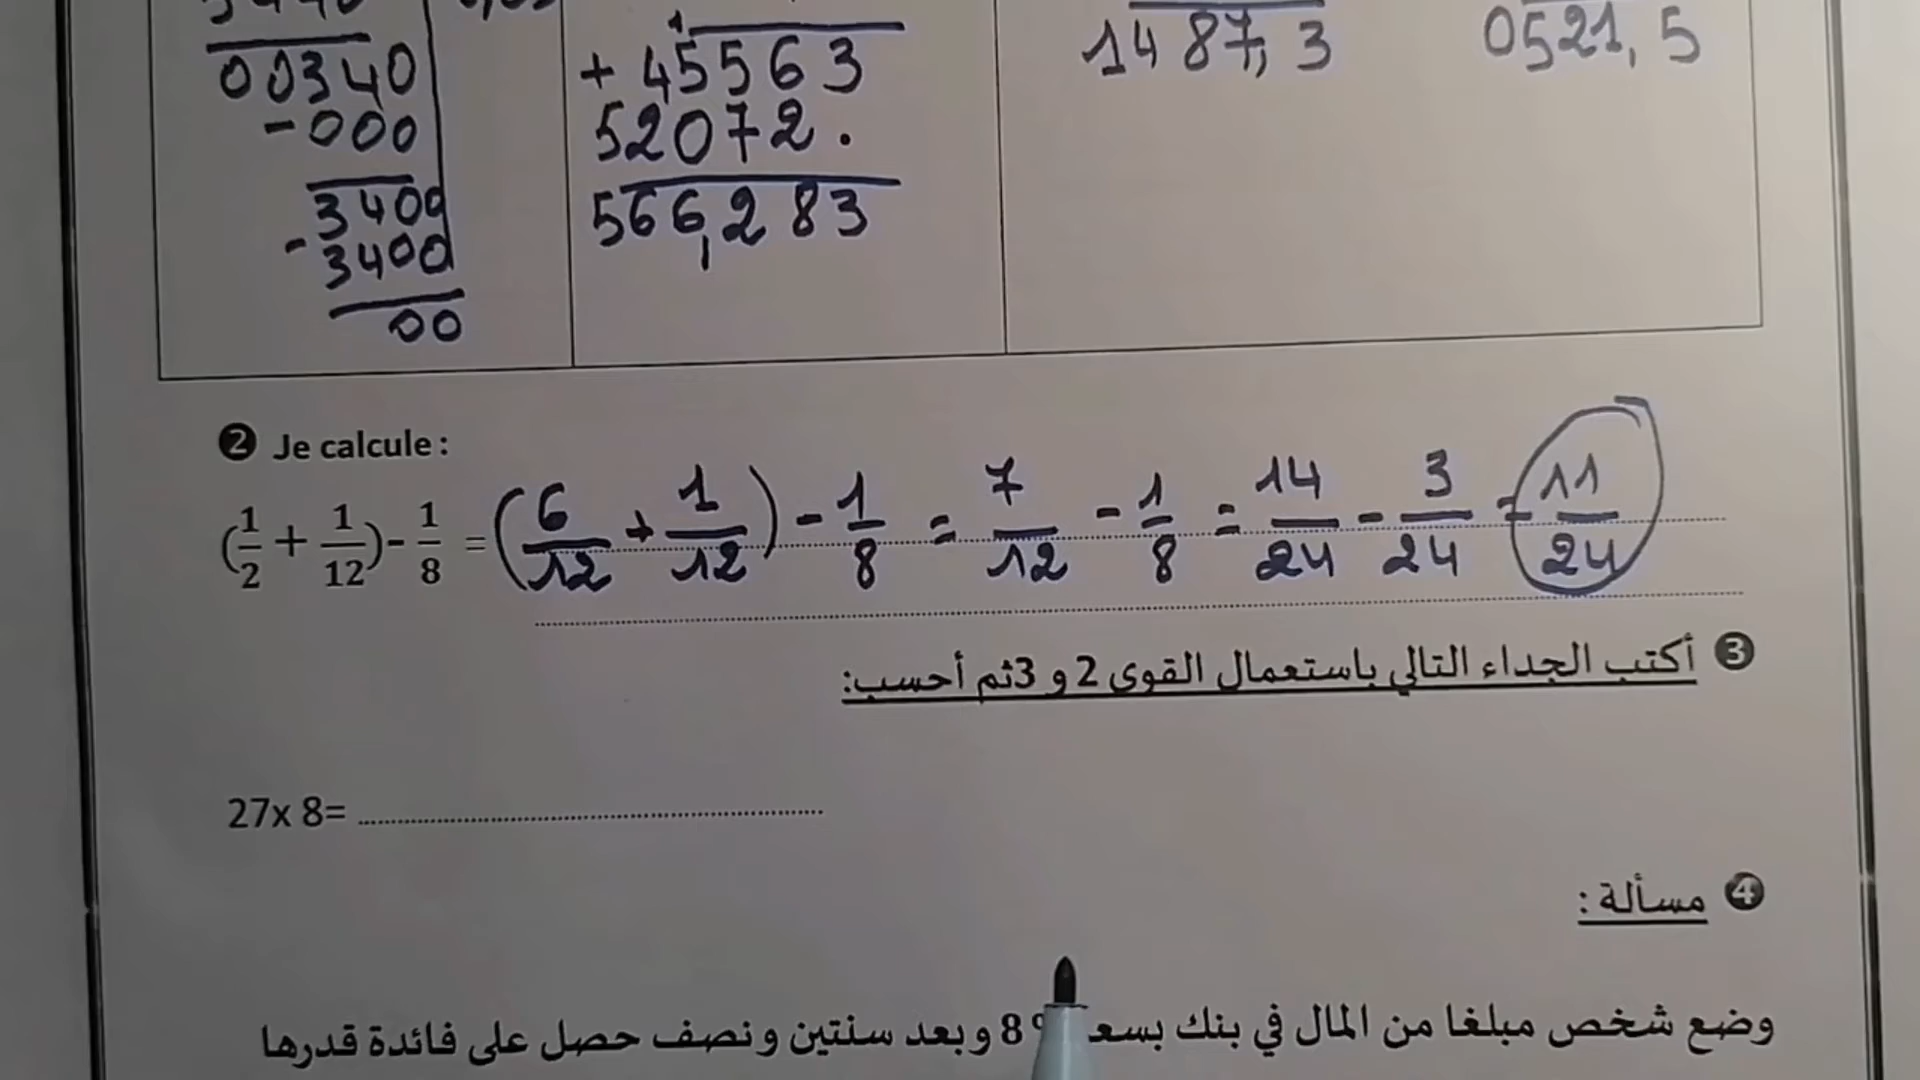 00340
-000
3400
-3400
00
+ 45563
52072.
566,283
1487,3 0521,5
❷ Je calcule :
(1/2 + 1/12) - 1/8 = (6/12 + 1/12) - 1/8 = 7/12 - 1/8 = 14/24 - 3/24 = 11/24
❸ أكتب الجداء التالي باستعمال القوى 2 و 3ثم أحسب:
27x 8= ........................
❹ مسألة :
وضع شخص مبلغا من المال في بنك بسعر 8 وبعد سنتين ونصف حصل على فائدة قدرها